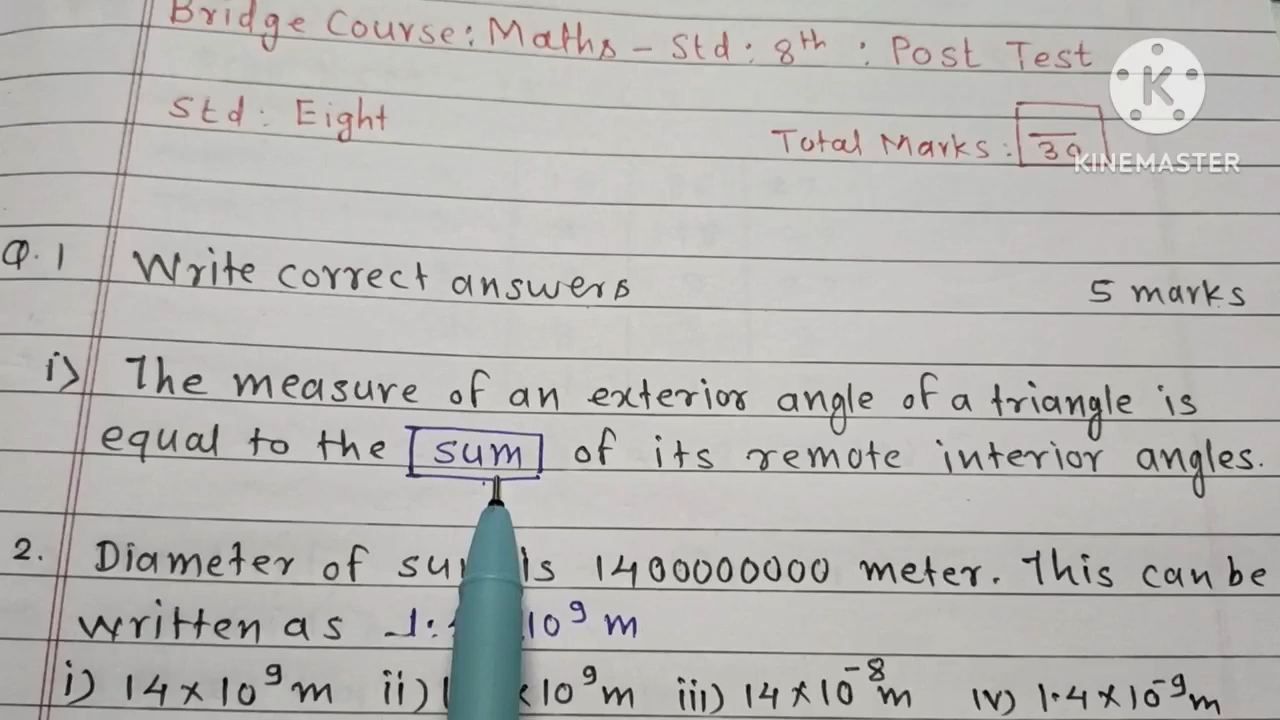 Bridge Course: Maths - Std: 8th : Post Test
Std: Eight
Total Marks: 30
K
KINEMASTER
Q.1 Write correct answers 5 marks
i) The measure of an exterior angle of a triangle is
equal to the sum of its remote interior angles.
2. Diameter of is 1400000000 meter. This can be
written as 10⁹ m
i) 14 × 10⁹ m ii) × 10⁹ m iii) 14 × 10⁻⁸ m iv) 1.4 × 10⁻⁹ m